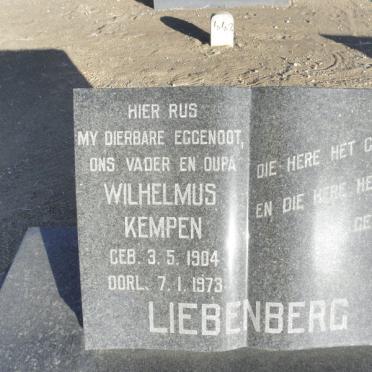 HIER RUS
MY DIERBARE EGGENOOT,
ONS VADER EN OUPA
WILHELMUS
KEMPEN
GEB. 3. 5. 1904
OORL. 7. 1. 1973
DIE HERE HET
EN DIE HERE
LIEBENBERG